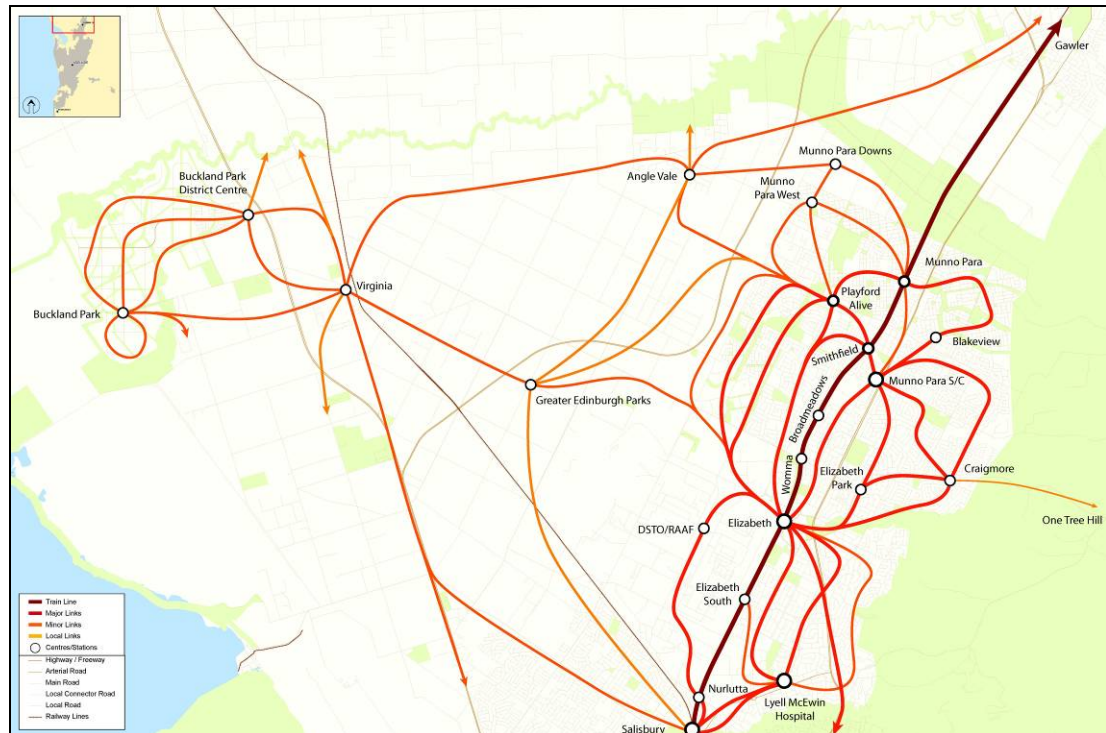 Gawler
Munno Para Downs
Angle Vale
Munno
Para West
Buckland Park
District Centre
Munno Para
Virginia
Playford
Alive
Buckland Park
Blakeview
Smithfield
Munno Para S/C
Greater Edinburgh Parks
Broadmeadows
Womma
Elizabeth
Park
Craigmore
DSTO/RAAF
Elizabeth
One Tree Hill
Elizabeth
South
Nurlutta
Lyell McEwin
Hospital
Salisbury
Train Line
Major Links
Minor Links
Local Links
Centres/Stations
Highway / Freeway
Arterial Road
Main Road
Local Connector Road
Local Road
Railway Lines